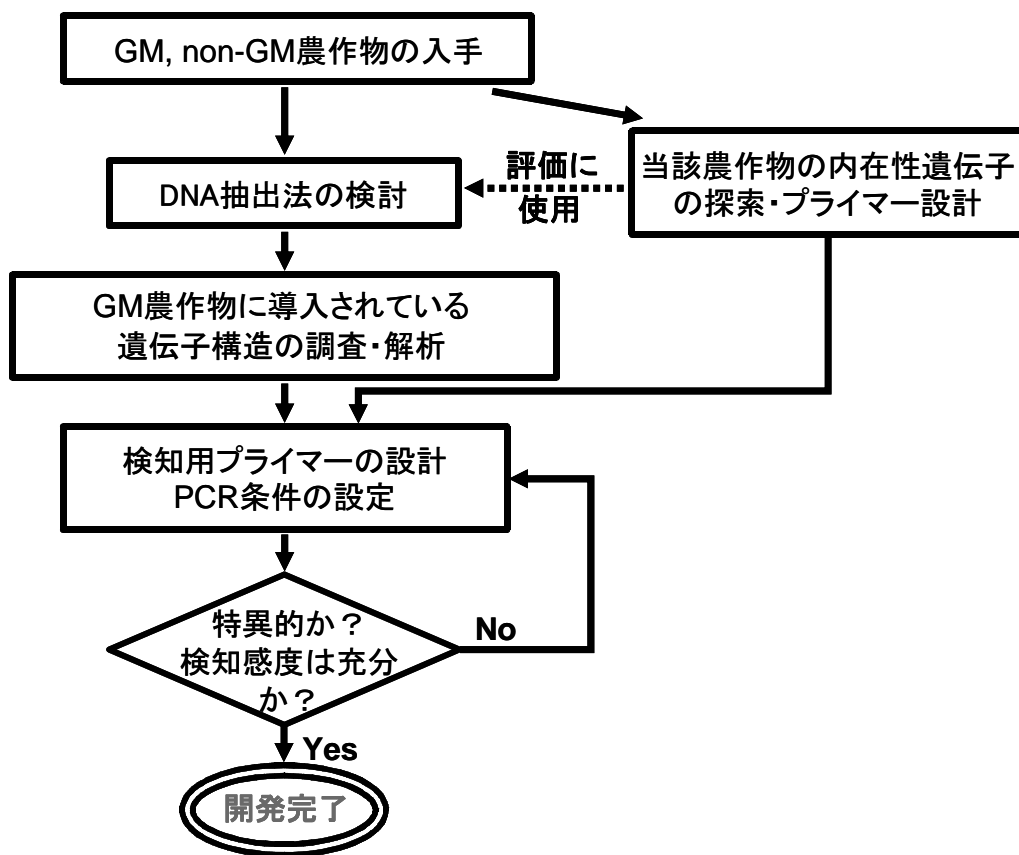 GM, non-GM農作物の入手
当該農作物の内在性遺伝子
の探索・プライマー設計
評価に
使用
DNA抽出法の検討
GM農作物に導入されている
遺伝子構造の調査・解析
検知用プライマーの設計
PCR条件の設定
特異的か？
検知感度は充分
か？
No
Yes
開発完了